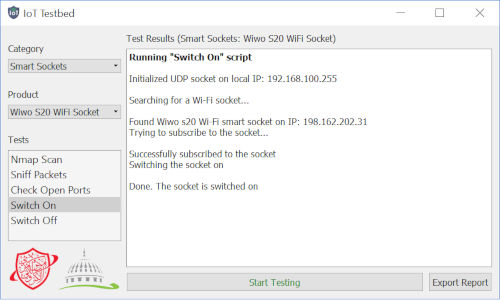 IoT Testbed
Category
Smart Sockets
Product
Wiwo S20 WiFi Socket
Tests
Nmap Scan
Sniff Packets
Check Open Ports
Switch On
Switch Off
Test Results (Smart Sockets: Wiwo S20 WiFi Socket)
Running "Switch On" script
Initialized UDP socket on local IP: 192.168.100.255
Searching for a Wi-Fi socket...
Found Wiwo s20 Wi-Fi smart socket on IP: 198.162.202.31
Trying to subscribe to the socket...
Successfully subscribed to the socket
Switching the socket on
Done. The socket is switched on
Start Testing
Export Report